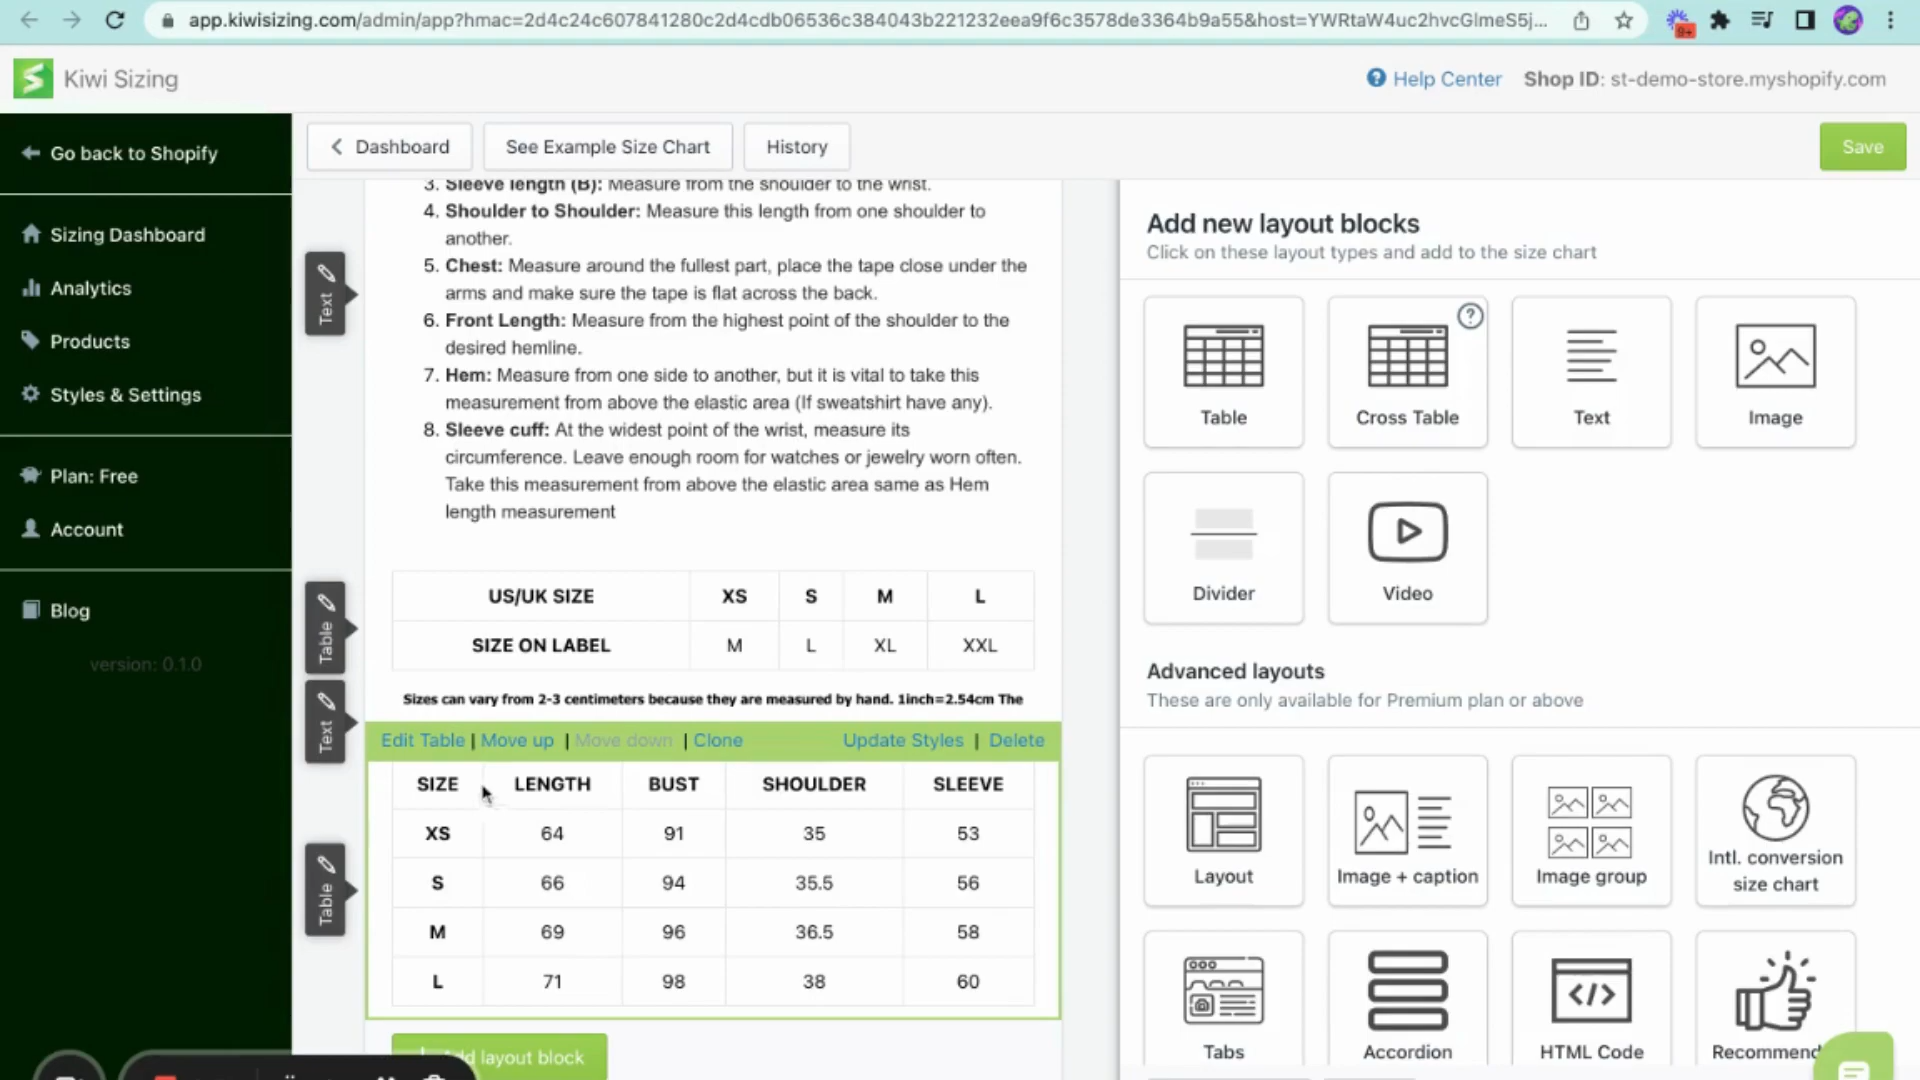 app.kiwisizing.com/admin/app?hmac=2d4c24c607841280c2d4cdb06536c384043b221232eea9f6c3578de3364b9a55&host=YWRtaW4uc2hvcGlmeS5j...
9+
Kiwi Sizing
Help Center
Shop ID: st-demo-store.myshopify.com
Go back to Shopify
Sizing Dashboard
Analytics
Products
Styles & Settings
Plan: Free
Account
Blog
version: 0.1.0
Dashboard
See Example Size Chart
History
Save
3. Sleeve length (B): Measure from the shoulder to the wrist.
4. Shoulder to Shoulder: Measure this length from one shoulder to
another.
5. Chest: Measure around the fullest part, place the tape close under the
arms and make sure the tape is flat across the back.
6. Front Length: Measure from the highest point of the shoulder to the
desired hemline.
7. Hem: Measure from one side to another, but it is vital to take this
measurement from above the elastic area (If sweatshirt have any).
8. Sleeve cuff: At the widest point of the wrist, measure its
circumference. Leave enough room for watches or jewelry worn often.
Take this measurement from above the elastic area same as Hem
length measurement
Text
US/UK SIZE XS S M L
SIZE ON LABEL M L XL XXL
Table
Sizes can vary from 2-3 centimeters because they are measured by hand. 1inch=2.54cm The
Text
Edit Table | Move up | Move down | Clone Update Styles | Delete
SIZE LENGTH BUST SHOULDER SLEEVE
XS 64 91 35 53
S 66 94 35.5 56
M 69 96 36.5 58
L 71 98 38 60
Table
layout block
Add new layout blocks
Click on these layout types and add to the size chart
Table
Cross Table
?
Text
Image
Divider
Video
Advanced layouts
These are only available for Premium plan or above
Layout
Image + caption
Image group
Intl. conversion
size chart
Tabs
Accordion
HTML Code
Recommend